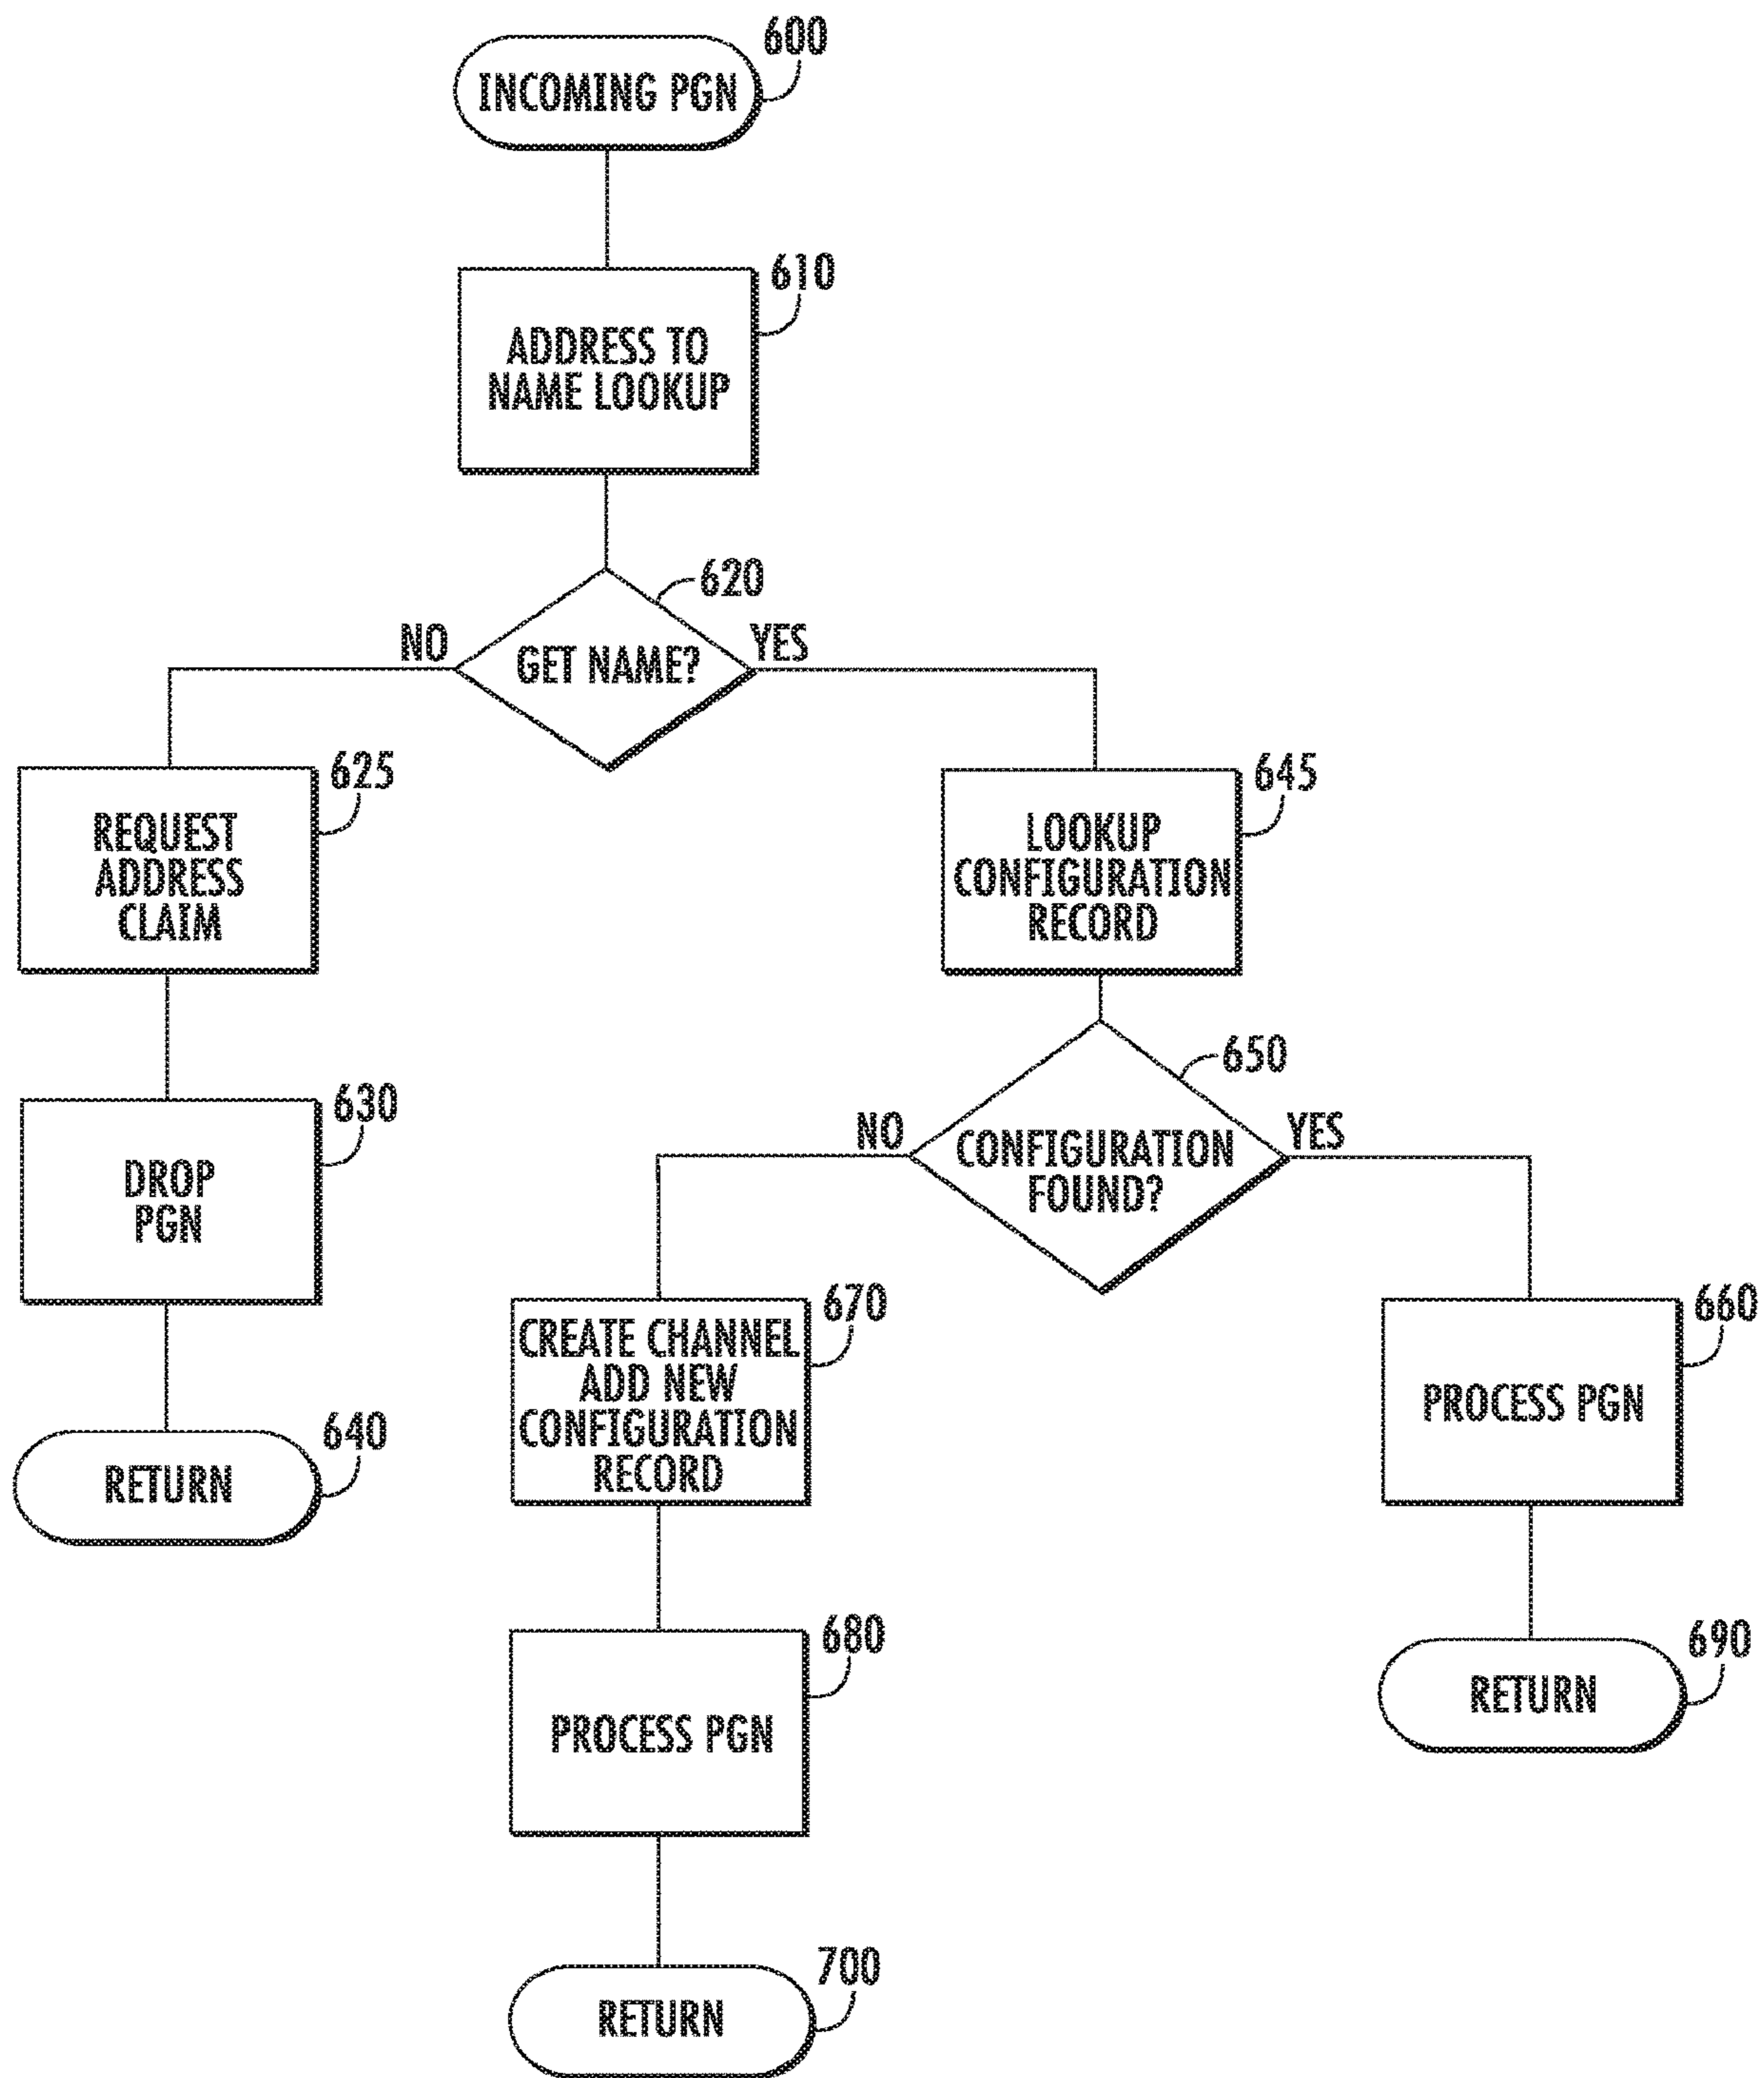 600
INCOMING PGN
610
ADDRESS TO
NAME LOOKUP
620
NO
GET NAME?
YES
625
REQUEST
ADDRESS
CLAIM
645
LOOKUP
CONFIGURATION
RECORD
650
NO
CONFIGURATION
FOUND?
YES
630
DROP
PGN
640
RETURN
670
CREATE CHANNEL
ADD NEW
CONFIGURATION
RECORD
660
PROCESS PGN
680
PROCESS PGN
690
RETURN
700
RETURN